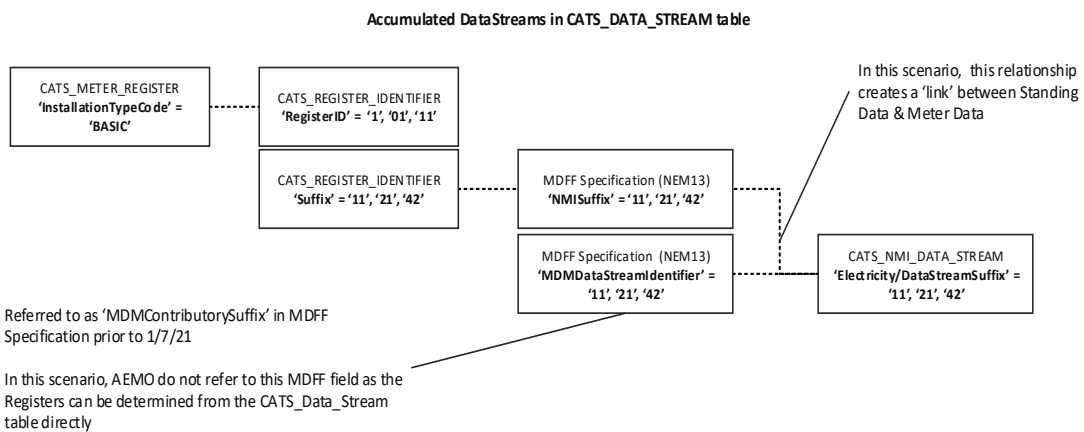 Accumulated DataStreams in CATS_DATA_STREAM table
CATS_METER_REGISTER
‘InstallationTypeCode’ =
‘BASIC’
CATS_REGISTER_IDENTIFIER
‘RegisterID’ = ‘1’, ‘01’, ‘11’
CATS_REGISTER_IDENTIFIER
‘Suffix’ = ‘11’, ‘21’, ‘42’
MDFF Specification (NEM13)
‘NMISuffix’ = ‘11’, ‘21’, ‘42’
MDFF Specification (NEM13)
‘MDMDataStreamIdentifier’ =
‘11’, ‘21’, ‘42’
In this scenario, this relationship
creates a ‘link’ between Standing
Data & Meter Data
CATS_NMI_DATA_STREAM
‘Electricity/DataStreamSuffix’ =
‘11’, ‘21’, ‘42’
Referred to as ‘MDMContributorySuffix’ in MDFF
Specification prior to 1/7/21
In this scenario, AEMO do not refer to this MDFF field as the
Registers can be determined from the CATS_Data_Stream
table directly